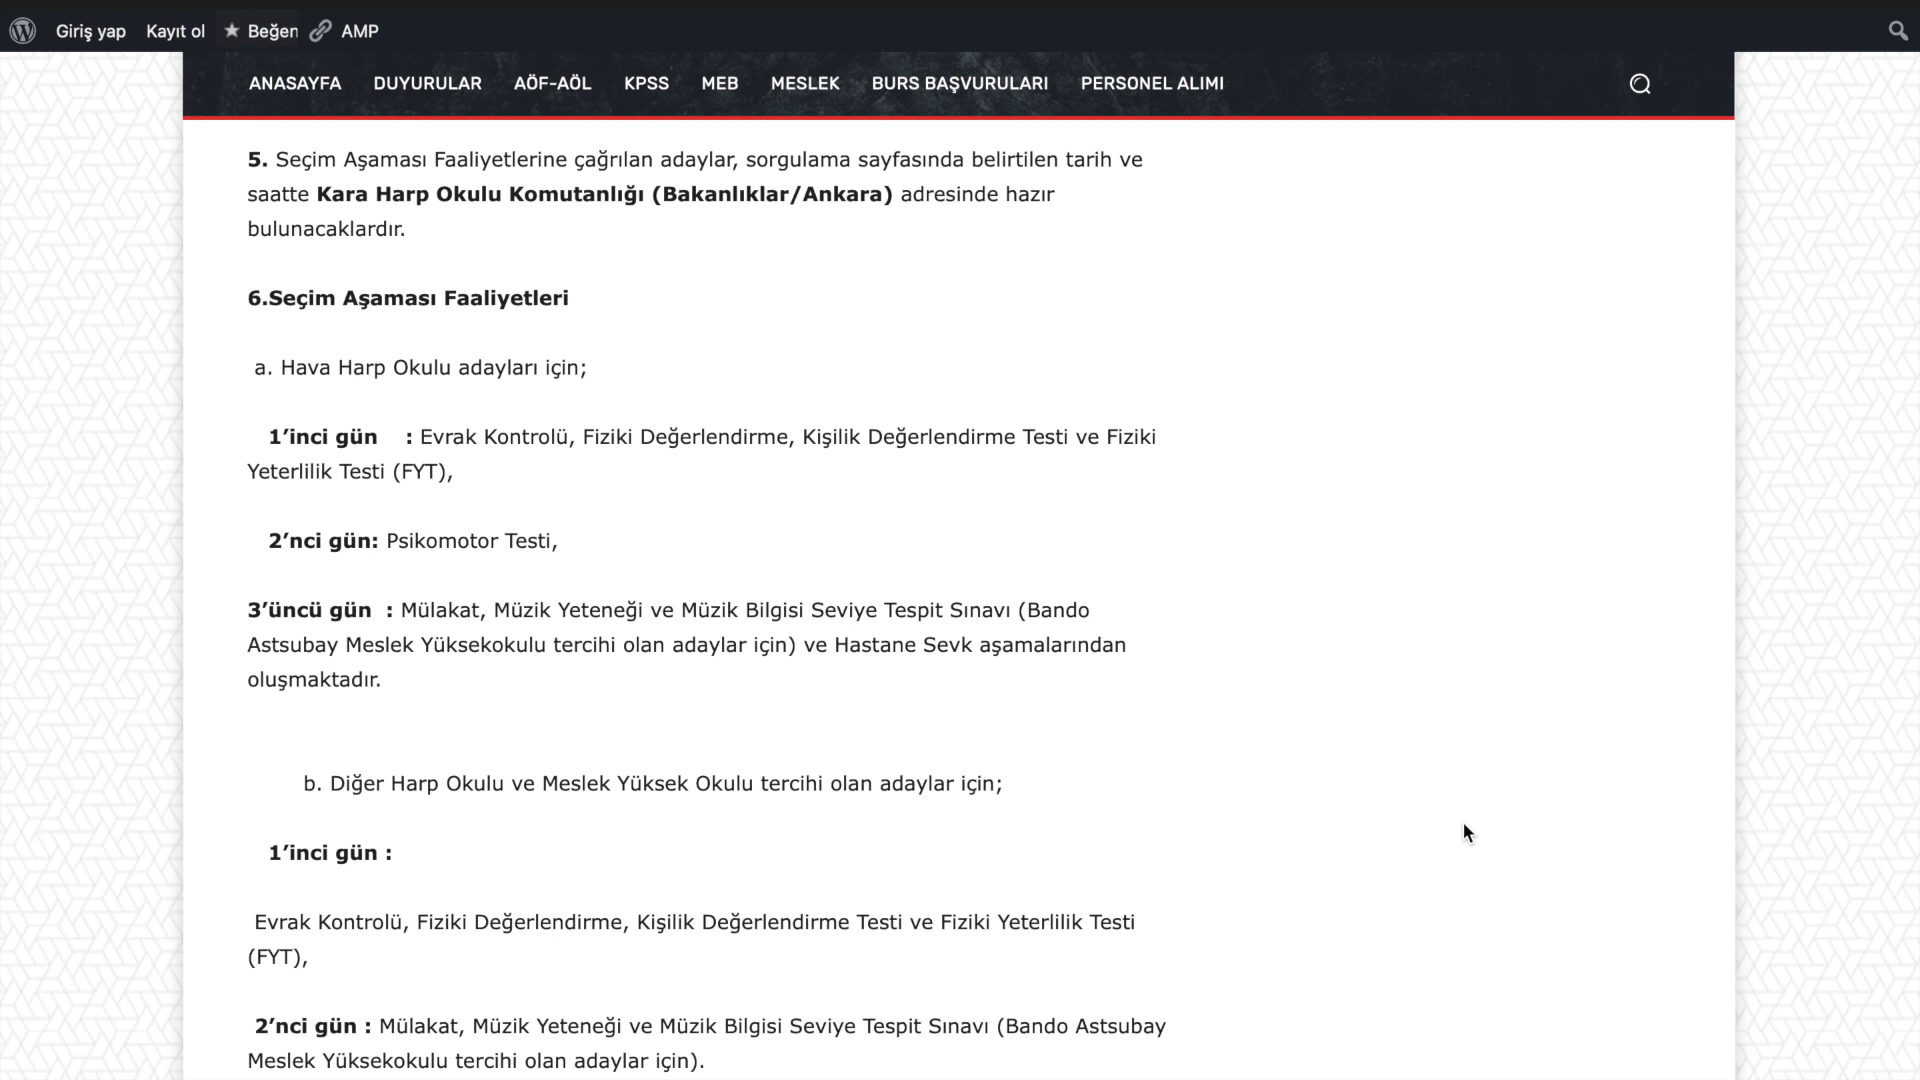 Giriş yap Kayıt ol Beğen AMP
ANASAYFA DUYURULAR AÖF-AÖL KPSS MEB MESLEK BURS BAŞVURULARI PERSONEL ALIMI
5. Seçim Aşaması Faaliyetlerine çağrılan adaylar, sorgulama sayfasında belirtilen tarih ve
saatte Kara Harp Okulu Komutanlığı (Bakanlıklar/Ankara) adresinde hazır
bulunacaklardır.
6.Seçim Aşaması Faaliyetleri
a. Hava Harp Okulu adayları için;
1’inci gün : Evrak Kontrolü, Fiziki Değerlendirme, Kişilik Değerlendirme Testi ve Fiziki
Yeterlilik Testi (FYT),
2’nci gün: Psikomotor Testi,
3’üncü gün : Mülakat, Müzik Yeteneği ve Müzik Bilgisi Seviye Tespit Sınavı (Bando
Astsubay Meslek Yüksekokulu tercihi olan adaylar için) ve Hastane Sevk aşamalarından
oluşmaktadır.
b. Diğer Harp Okulu ve Meslek Yüksek Okulu tercihi olan adaylar için;
1’inci gün :
Evrak Kontrolü, Fiziki Değerlendirme, Kişilik Değerlendirme Testi ve Fiziki Yeterlilik Testi
(FYT),
2’nci gün : Mülakat, Müzik Yeteneği ve Müzik Bilgisi Seviye Tespit Sınavı (Bando Astsubay
Meslek Yüksekokulu tercihi olan adaylar için).